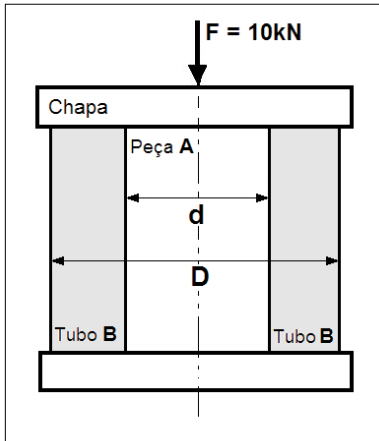 F = 10kN
Chapa
Peça A
d
D
Tubo B
Tubo B